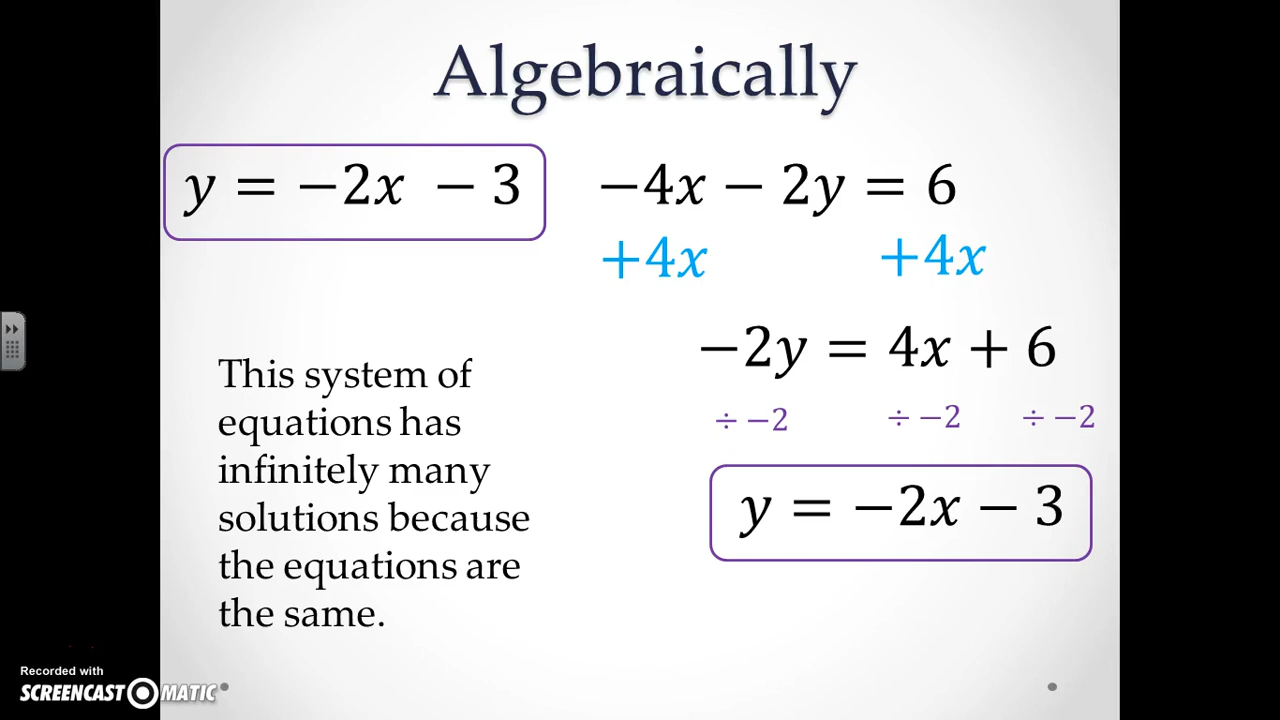 Algebraically
𝑦 = −2𝑥 − 3
−4𝑥 − 2𝑦 = 6
+4𝑥 +4𝑥
−2𝑦 = 4𝑥 + 6
÷ −2 ÷ −2 ÷ −2
𝑦 = −2𝑥 − 3
This system of
equations has
infinitely many
solutions because
the equations are
the same.
Recorded with
SCREENCAST MATIC